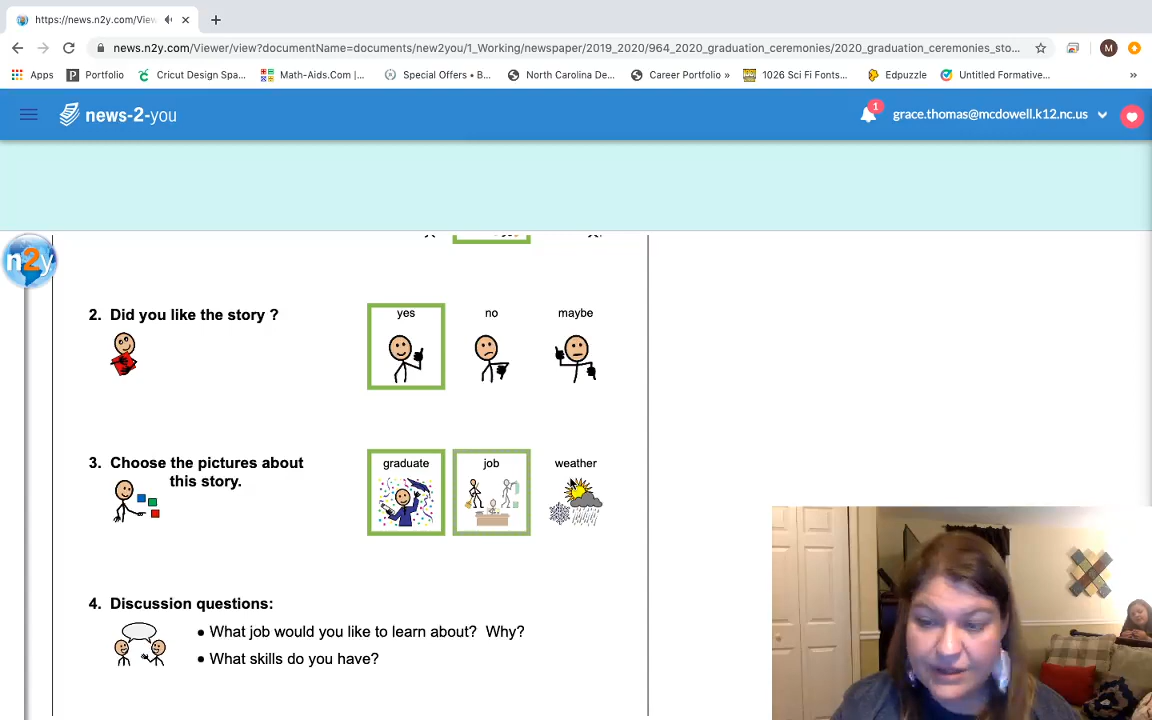 https://news.n2y.com/View
news.n2y.com/Viewer/view?documentName=documents/new2you/1_Working/newspaper/2019_2020/964_2020_graduation_ceremonies/2020_graduation_ceremonies_sto...
M
Apps
Portfolio
Cricut Design Spa...
Math-Aids.Com |...
Special Offers • B...
North Carolina De...
Career Portfolio »
1026 Sci Fi Fonts...
Edpuzzle
Untitled Formative...
»
news-2-you
1
grace.thomas@mcdowell.k12.nc.us
n2y
2. Did you like the story ?
yes
no
maybe
3. Choose the pictures about
this story.
graduate
job
weather
4. Discussion questions:
• What job would you like to learn about? Why?
• What skills do you have?